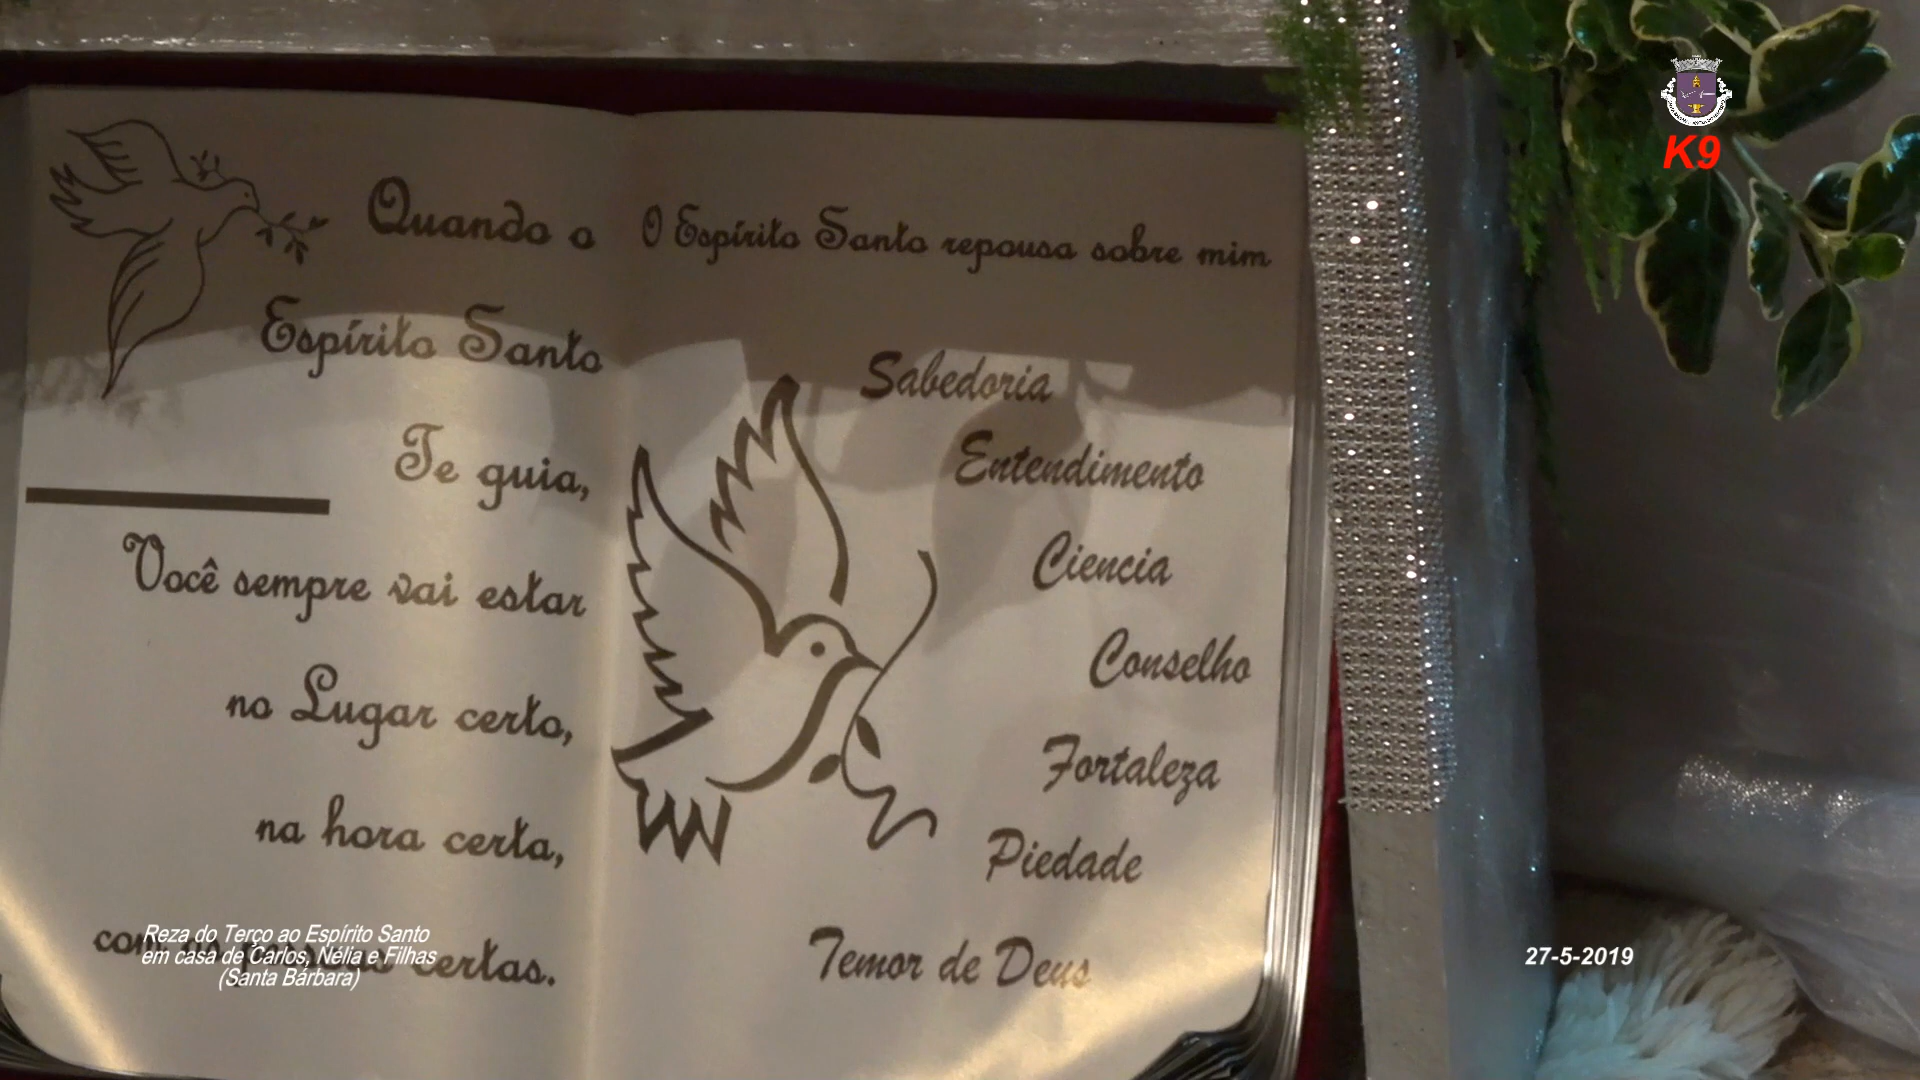 Quando o
Espírito Santo
Te guia,
Você sempre vai estar
no Lugar certo,
na hora certa,
certas.
O Espírito Santo repousa sobre mim
Sabedoria
Entendimento
Ciencia
Conselho
Fortaleza
Piedade
Temor de Deus
K9
Reza do Terço ao Espírito Santo
em casa de Carlos, Nélia e Filhas
(Santa Bárbara)
27-5-2019